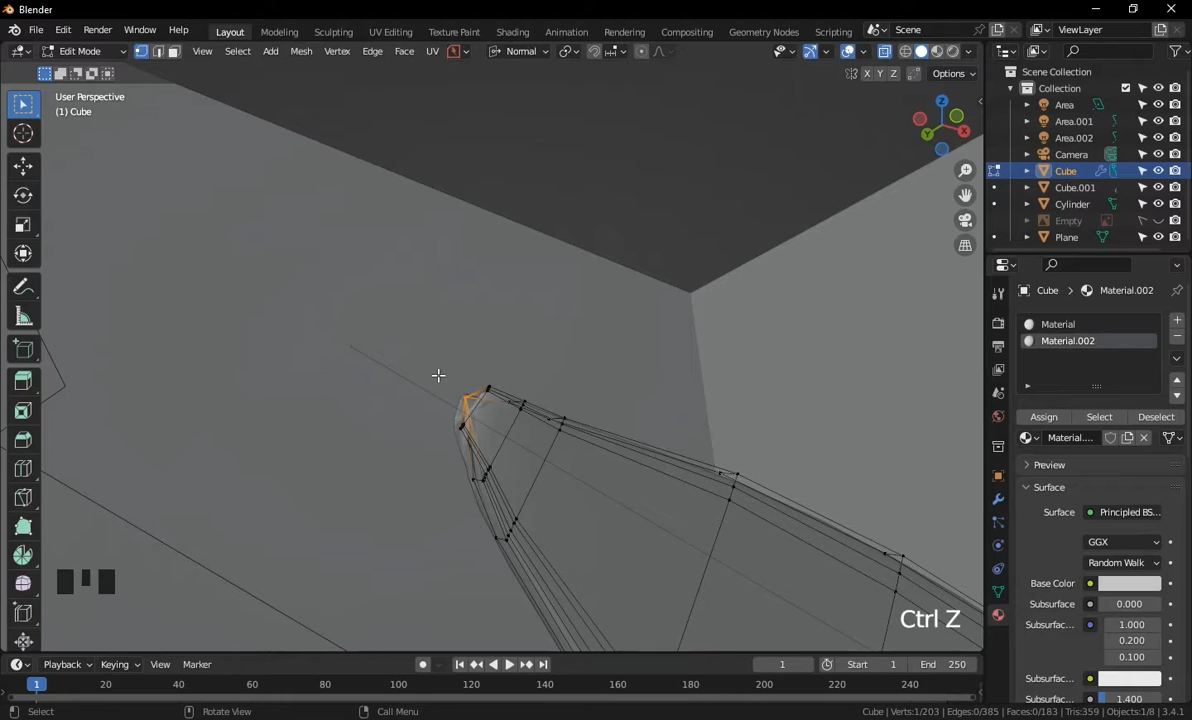 Blender
File Edit Render Window Help Layout Modeling Sculpting UV Editing Texture Paint Shading Animation Rendering Compositing Geometry Nodes Scripting Scene ViewLayer
Edit Mode View Select Add Mesh Vertex Edge Face UV Normal
X Y Z Options
User Perspective
(1) Cube
Z
X
Y
Scene Collection
Collection
Area
Area.001
Area.002
Camera
Cube
Cube.001
Cylinder
Empty
Plane
Cube > Material.002
Material
Material.002
Assign Select Deselect
Material....
Preview
Surface
Surface Principled BS...
GGX
Random Walk
Base Color
Subsurface 0.000
Subsurfac... 1.000
0.200
0.100
Subsurfac...
Subsurfac... 1.400
Ctrl Z
Playback Keying View Marker 1 Start 1 End 250
1 20 40 60 80 100 120 140 160 180 200 220 240
Select Rotate View Call Menu Cube | Verts:1/203 | Edges:0/385 | Faces:0/183 | Tris:359 | Objects:1/8 | 3.4.1